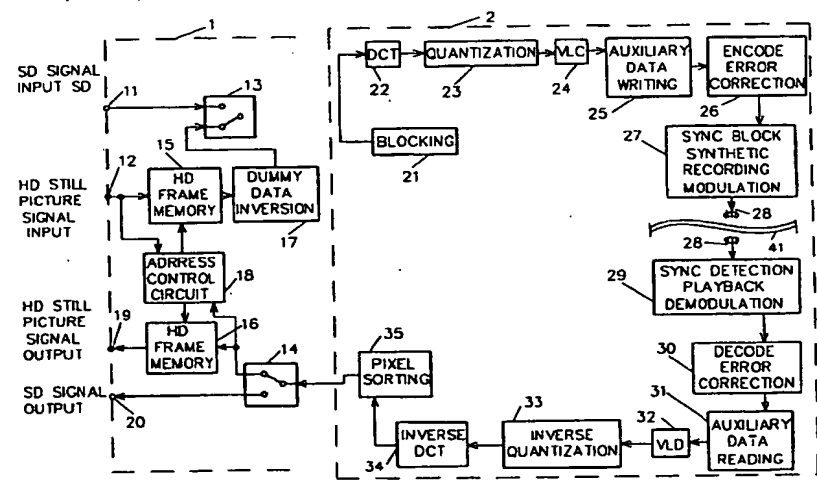 1
2
SD SIGNAL
INPUT SD
11
13
12
HD STILL
PICTURE
SIGNAL
INPUT
15
HD
FRAME
MEMORY
DUMMY
DATA
INVERSION
17
ADRRESS
CONTROL
CIRCUIT
18
HD STILL
PICTURE
SIGNAL
OUTPUT
19
HD
FRAME
MEMORY
16
14
SD SIGNAL
OUTPUT
20
DCT
22
QUANTIZATION
23
VLC
24
AUXILIARY
DATA
WRITING
25
ENCODE
ERROR
CORRECTION
26
BLOCKING
21
27
SYNC BLOCK
SYNTHETIC
RECORDING
MODULATION
28
41
28
29
SYNC DETECTION
PLAYBACK
DEMODULATION
30
DECODE
ERROR
CORRECTION
31
AUXILIARY
DATA
READING
32
VLD
33
INVERSE
QUANTIZATION
34
INVERSE
DCT
35
PIXEL
SORTING